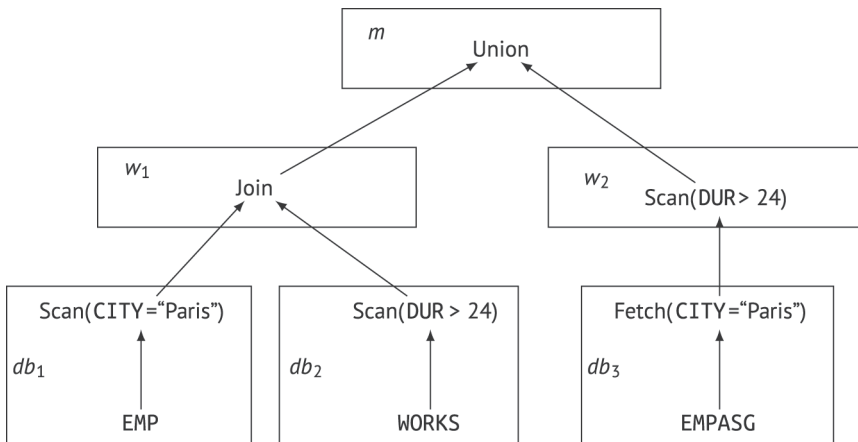 m
Union
w1
Join
w2
Scan(DUR > 24)
Scan(CITY=“Paris”)
Scan(DUR > 24)
Fetch(CITY=“Paris”)
db1
db2
db3
EMP
WORKS
EMPASG